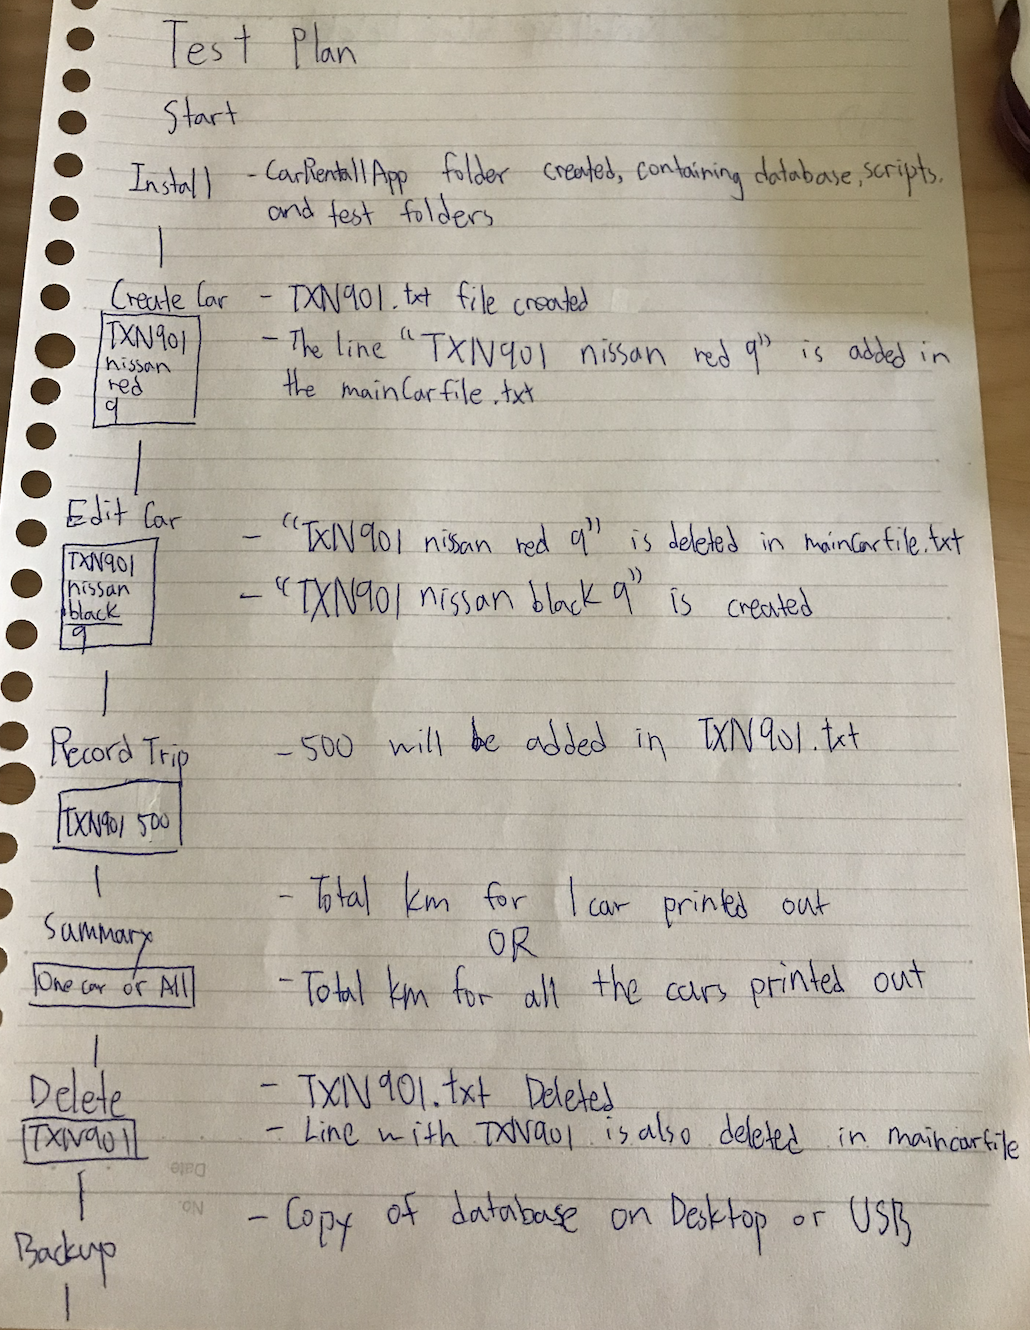 Test Plan
Start
Install - CarRentallApp folder created, containing database, scripts.
and test folders
Create Car - TXN901.txt file created
TXN901
nissan
red
9
- The line "TXN901 nissan red 9" is added in
the mainCarfile.txt
Edit Car
TXN901
nissan
black
9
- "TXN901 nissan red 9" is deleted in mainCarfile.txt
- "TXN901 nissan black 9" is created
Record Trip - 500 will be added in TXN901.txt
TXN901 500
Summary
One car or All
- Total km for 1 car printed out
OR
- Total km for all the cars printed out
Delete
TXN901
- TXN901.txt Deleted
- Line with TXN901 is also deleted in maincarfile
Date
No.
Backup - Copy of database on Desktop or USB